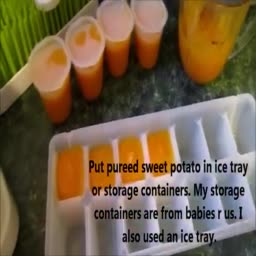 Put pureed sweet potato in ice tray
or storage containers. My storage
containers are from babies r us. I
also used an ice tray.